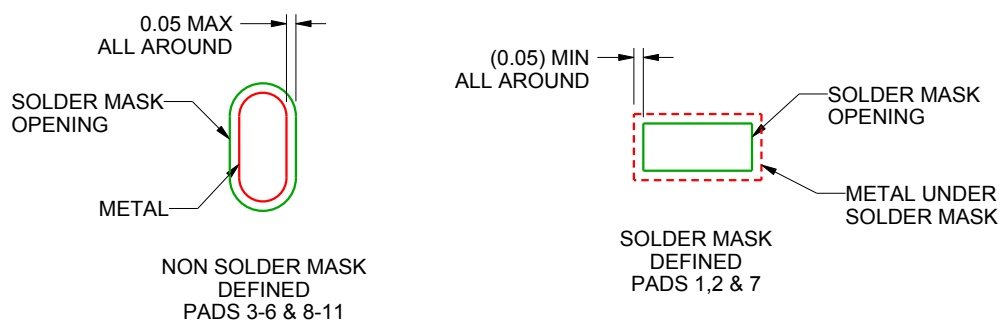 0.05 MAX
ALL AROUND
SOLDER MASK
OPENING
METAL
NON SOLDER MASK
DEFINED
PADS 3-6 & 8-11
(0.05) MIN
ALL AROUND
SOLDER MASK
OPENING
METAL UNDER
SOLDER MASK
SOLDER MASK
DEFINED
PADS 1,2 & 7